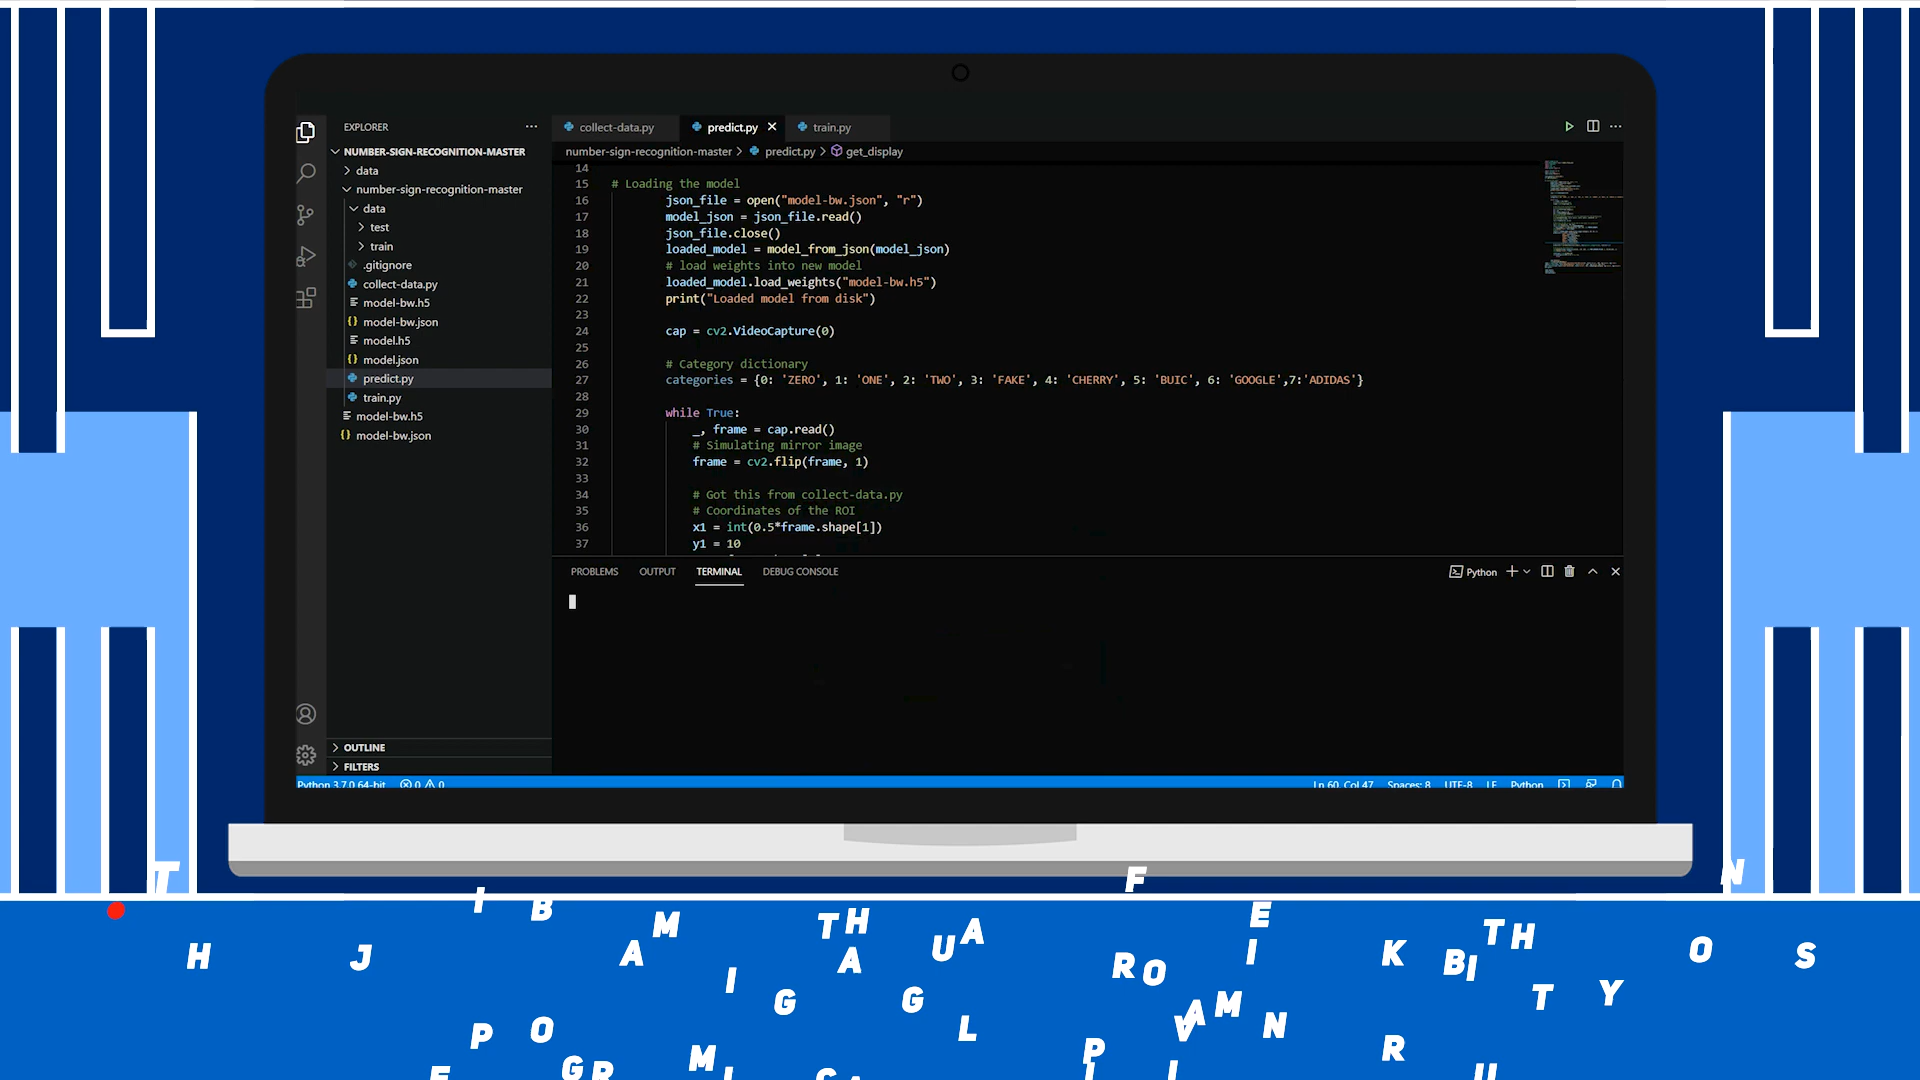 EXPLORER
NUMBER-SIGN-RECOGNITION-MASTER
data
number-sign-recognition-master
data
test
train
.gitignore
collect-data.py
model-bw.h5
model-bw.json
model.h5
model.json
predict.py
train.py
model-bw.h5
model-bw.json
OUTLINE
FILTERS
collect-data.py
predict.py
train.py
number-sign-recognition-master > predict.py > get_display
14
15 # Loading the model
16 json_file = open("model-bw.json", "r")
17 model_json = json_file.read()
18 json_file.close()
19 loaded_model = model_from_json(model_json)
20 # load weights into new model
21 loaded_model.load_weights("model-bw.h5")
22 print("Loaded model from disk")
23
24 cap = cv2.VideoCapture(0)
25
26 # Category dictionary
27 categories = {0: 'ZERO', 1: 'ONE', 2: 'TWO', 3: 'FAKE', 4: 'CHERRY', 5: 'BUIC', 6: 'GOOGLE',7:'ADIDAS'}
28
29 while True:
30 _, frame = cap.read()
31 # Simulating mirror image
32 frame = cv2.flip(frame, 1)
33
34 # Got this from collect-data.py
35 # Coordinates of the ROI
36 x1 = int(0.5*frame.shape[1])
37 y1 = 10
PROBLEMS OUTPUT TERMINAL DEBUG CONSOLE
Python
Python 3.7.0 64-bit 0 0
Ln 60, Col 47 Spaces: 8 UTF-8 LF Python
T F N
I B M T H U A E T H
H J A I A R O I K B I O S
G G A M T Y
P O L V N
G R M P R